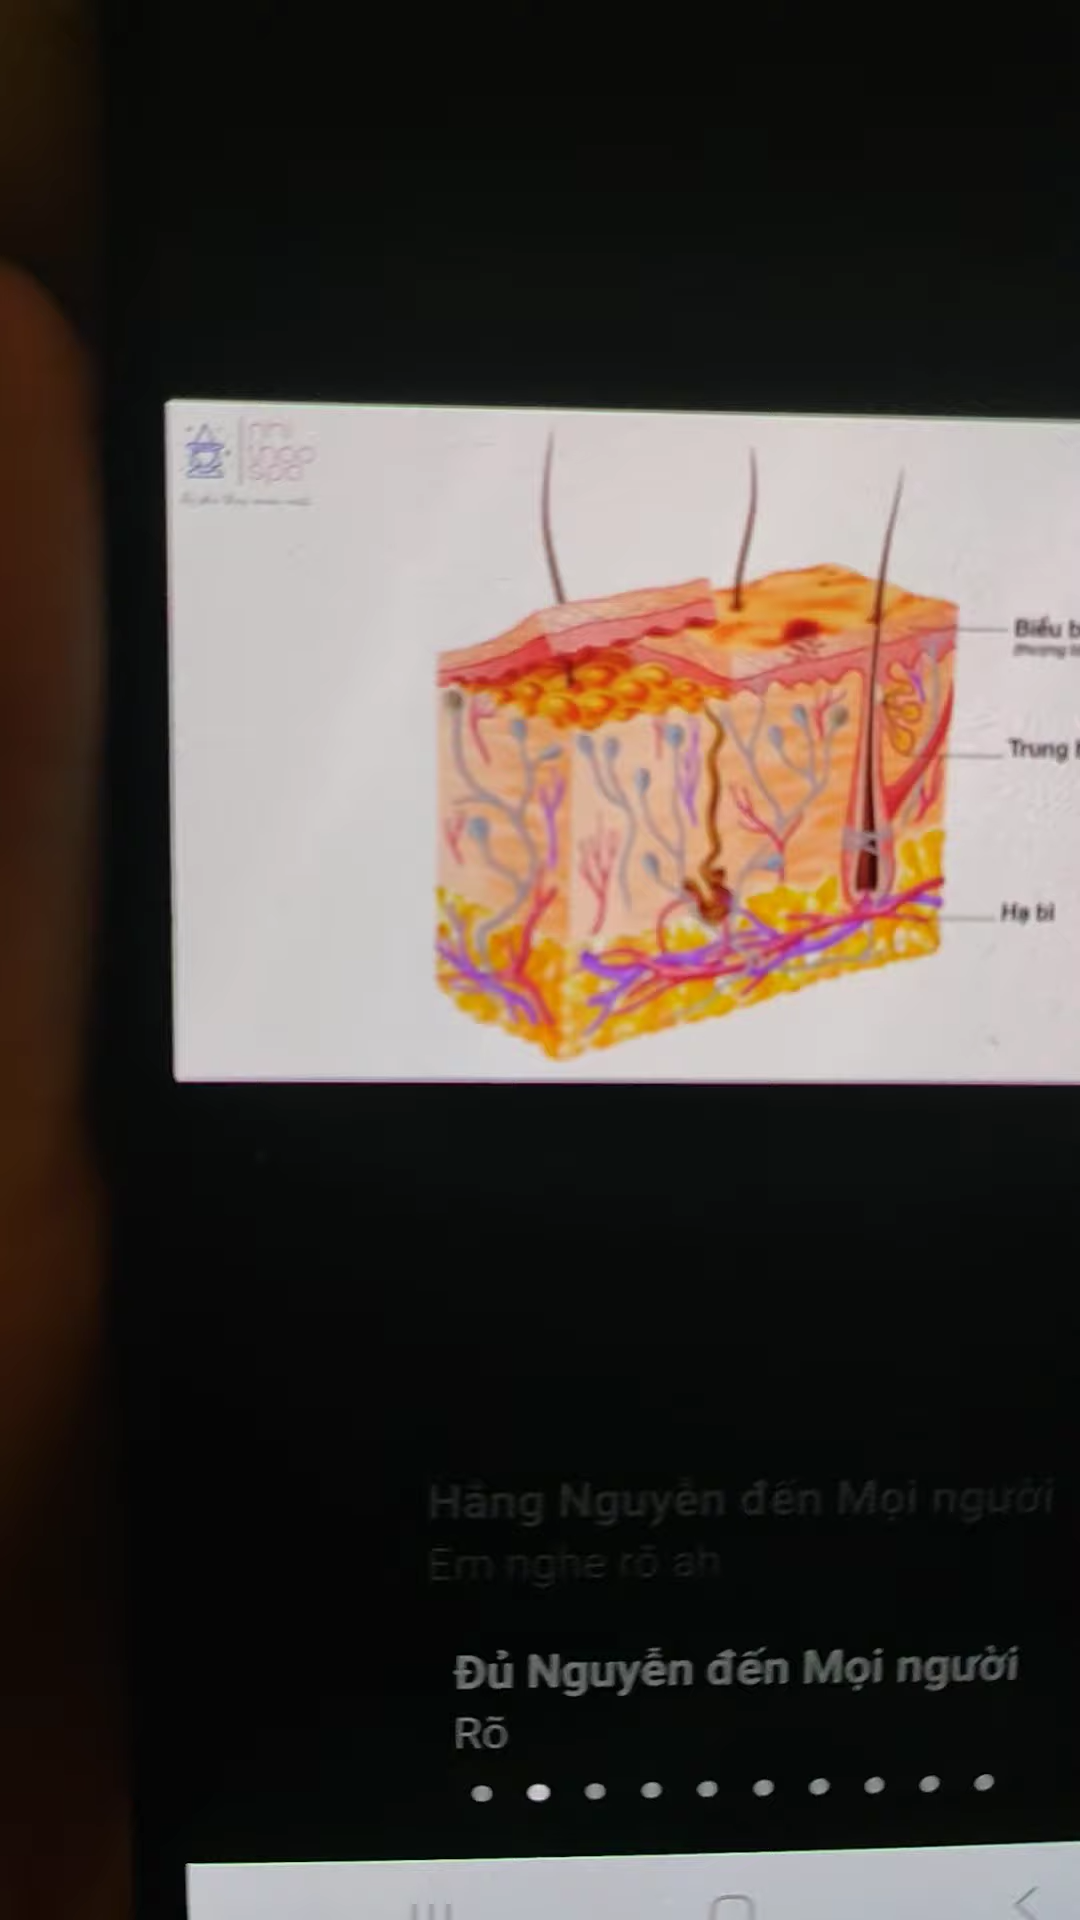 spa
Biểu b
Trung h
Hạ bì
Hằng Nguyễn đến Mọi người
Em nghe rõ ah
Đủ Nguyễn đến Mọi người
Rõ